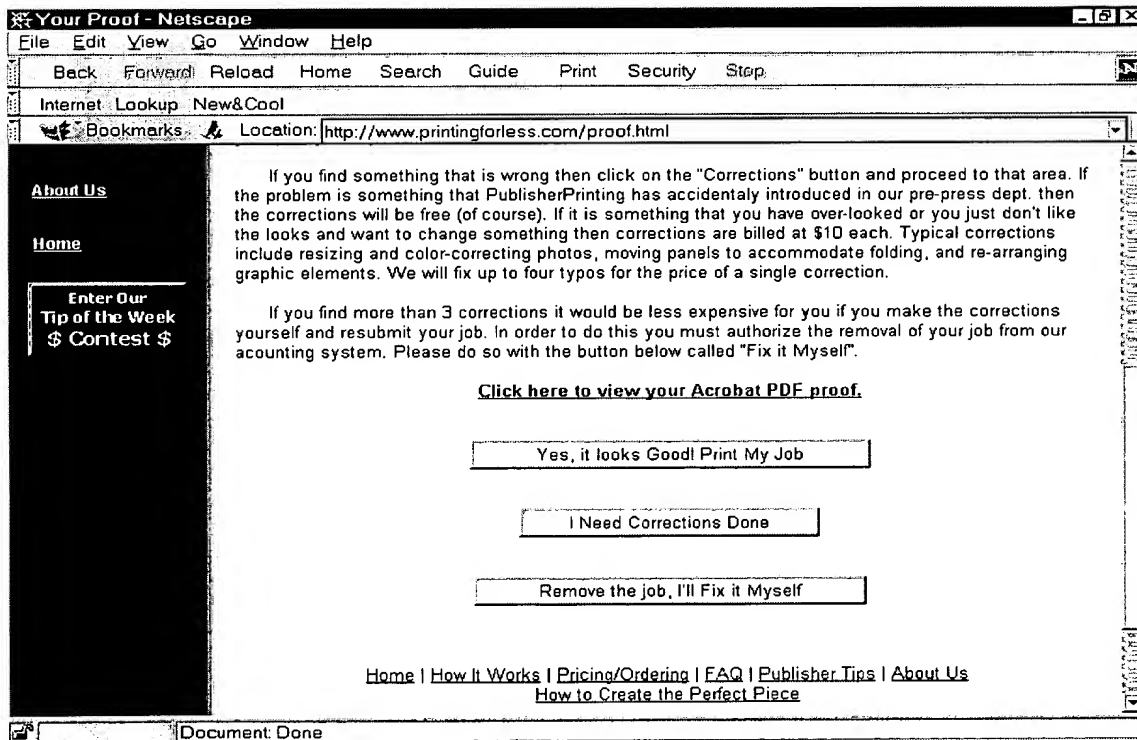 Your Proof - Netscape
File Edit View Go Window Help
Back Forward Reload Home Search Guide Print Security Stop
Internet Lookup New&Cool
Bookmarks Location: http://www.printingforless.com/proof.html
About Us
Home
Enter Our
Tip of the Week
$ Contest $
If you find something that is wrong then click on the "Corrections" button and proceed to that area. If
the problem is something that PublisherPrinting has accidentaly introduced in our pre-press dept. then
the corrections will be free (of course). If it is something that you have over-looked or you just don't like
the looks and want to change something then corrections are billed at $10 each. Typical corrections
include resizing and color-correcting photos, moving panels to accommodate folding, and re-arranging
graphic elements. We will fix up to four typos for the price of a single correction.
If you find more than 3 corrections it would be less expensive for you if you make the corrections
yourself and resubmit your job. In order to do this you must authorize the removal of your job from our
acounting system. Please do so with the button below called "Fix it Myself".
Click here to view your Acrobat PDF proof.
Yes, it looks Good! Print My Job
I Need Corrections Done
Remove the job, I'll Fix it Myself
Home | How It Works | Pricing/Ordering | FAQ | Publisher Tips | About Us
How to Create the Perfect Piece
Document: Done